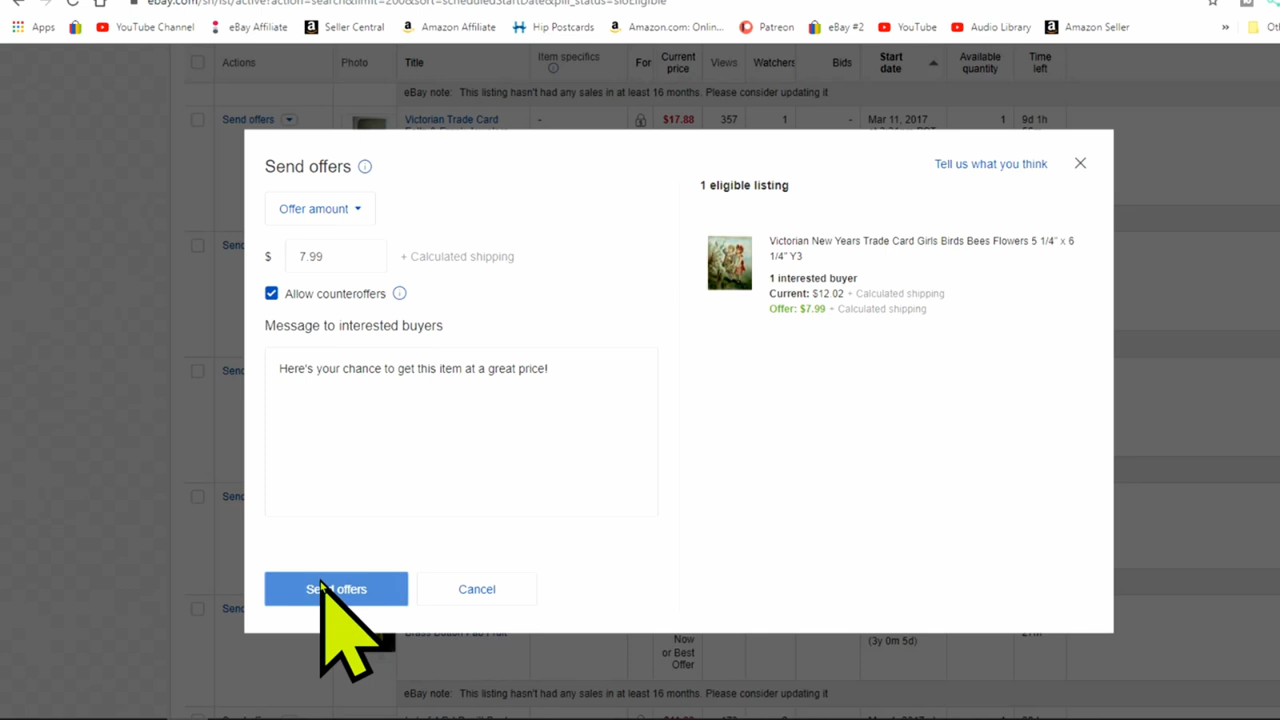 Apps YouTube Channel eBay Affiliate Seller Central Amazon Affiliate Hip Postcards Amazon.com: Onlin... Patreon eBay #2 YouTube Audio Library Amazon Seller »
Actions Photo Title Item specifics For Current price Views Watchers Bids Start date Available quantity Time left
eBay note: This listing hasn't had any sales in at least 16 months. Please consider updating it
Send offers Victorian Trade Card - $17.88 357 1 - Mar 11, 2017 1 9d 1h
Send offers
Tell us what you think
Offer amount
$ 7.99 + Calculated shipping
Allow counteroffers
Message to interested buyers
Here's your chance to get this item at a great price!
Send offers
Cancel
1 eligible listing
Victorian New Years Trade Card Girls Birds Bees Flowers 5 1/4" x 6
1/4" Y3
1 interested buyer
Current: $12.02 + Calculated shipping
Offer: $7.99 + Calculated shipping
Now
or Best
Offer
(3y 0m 5d)
eBay note: This listing hasn't had any sales in at least 16 months. Please consider updating it